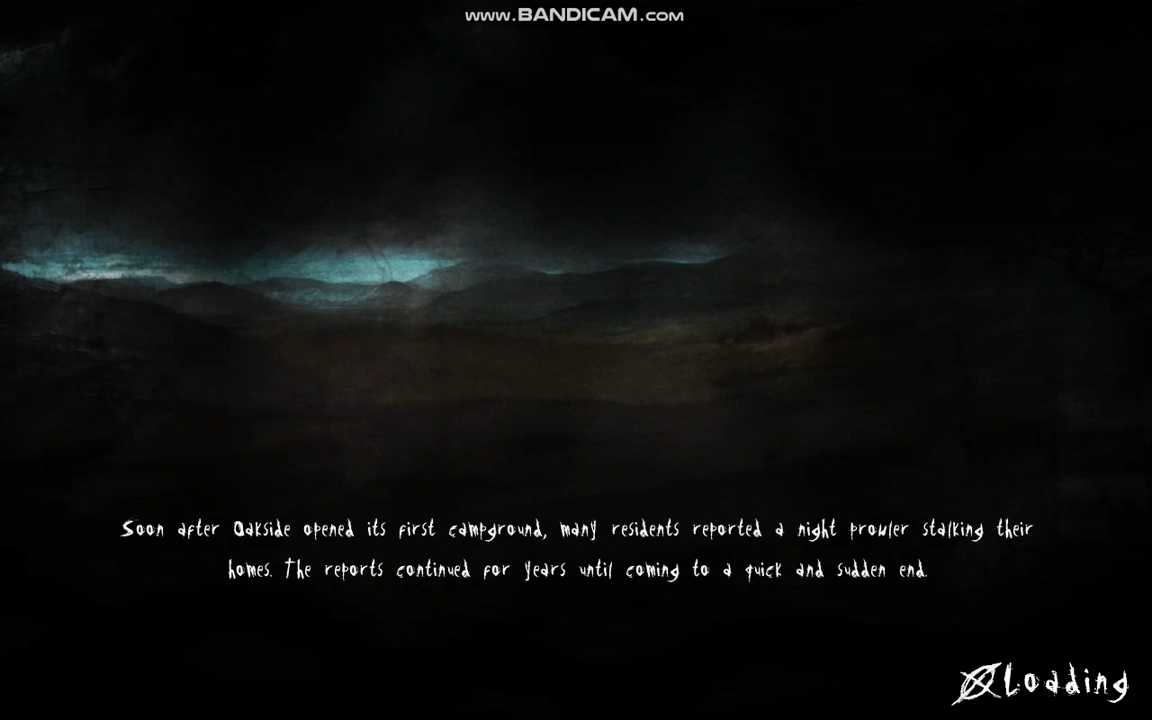 www.BANDICAM.com
Soon after Oakside opened its first campground, many residents reported a night prowler stalking their
homes. The reports continued for years until coming to a quick and sudden end.
Loading